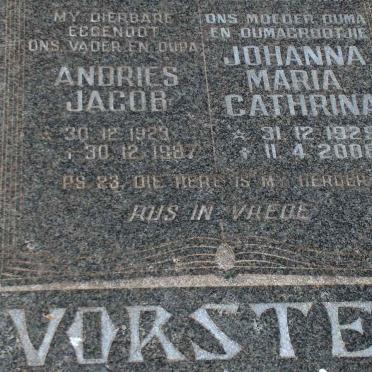 MY DIERBARE
EGGENOOT
ONS VADER EN OUPA
ANDRIES
JACOB
* 30.12.1929
† 30.12.1987
ONS MOEDER OUMA
EN OUMAGROOTJIE
JOHANNA
MARIA
CATHRINA
* 31.12.192
† 11.4.200
PS 23, DIE HERE IS MY HERDER
RUS IN VREDE
VORSTE